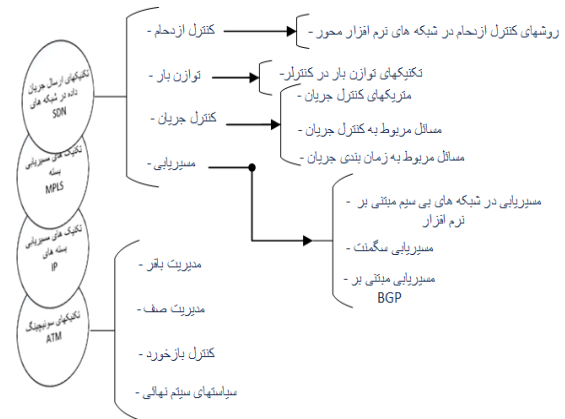 تکنیکهای ارسال جریان
داده در شبکه های
SDN
تکنیک های مسیریابی
بسته
MPLS
تکنیک های مسیریابی
بسته های
IP
تکنیکهای سوئیچینگ
ATM
کنترل ازدحام -
روشهای کنترل ازدحام در شبکه های نرم افزار محور -
توازن بار -
تکنیکهای توازن بار در کنترلر-
کنترل جریان -
متریکهای کنترل جریان -
مسائل مربوط به کنترل جریان -
مسائل مربوط به زمان بندی جریان -
مسیریابی -
مسیریابی در شبکه های بی سیم مبتنی بر -
نرم افزار
مسیریابی سگمنت -
مسیریابی مبتنی بر -
BGP
مدیریت بافر -
مدیریت صف -
کنترل بازخورد -
سیاستهای سیتم نهائی -